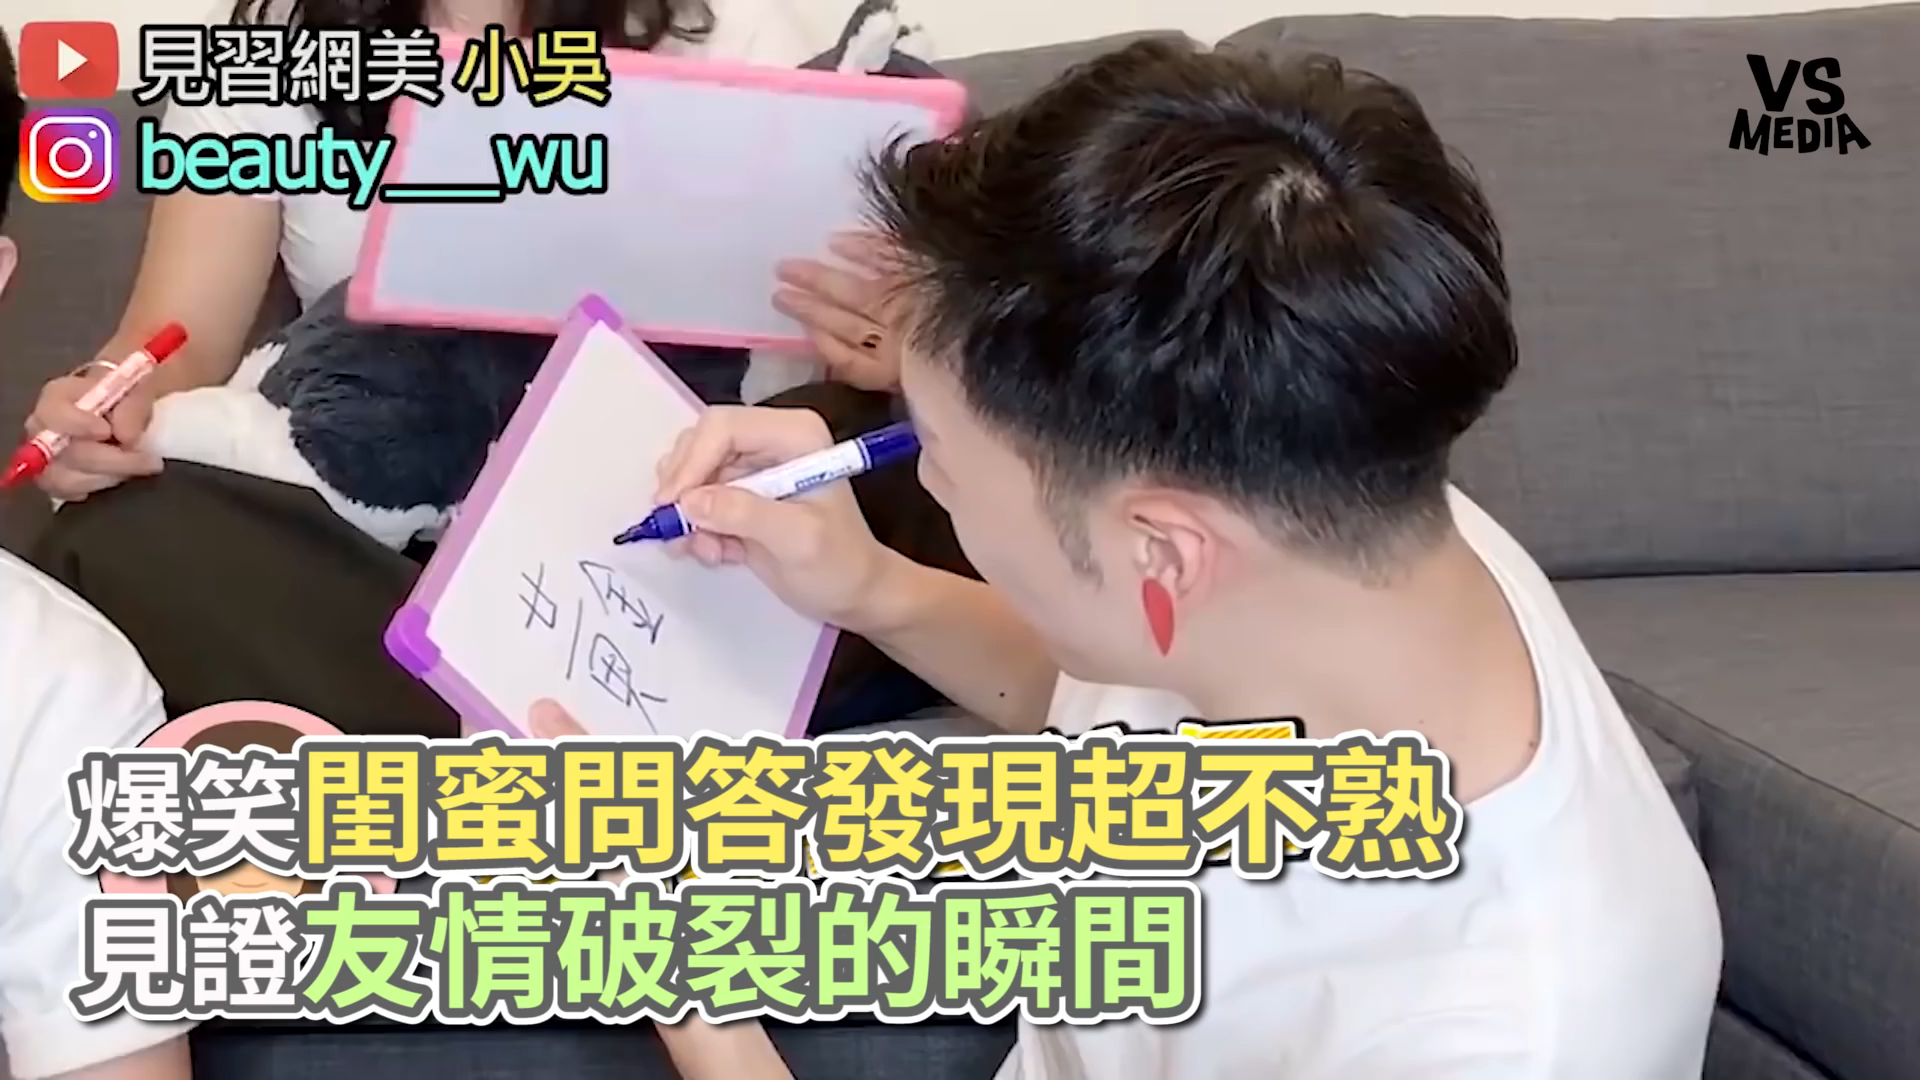 見習網美 小吳
beauty___wu
VS
MEDIA
爆笑閨蜜問答發現超不熟
見證友情破裂的瞬間